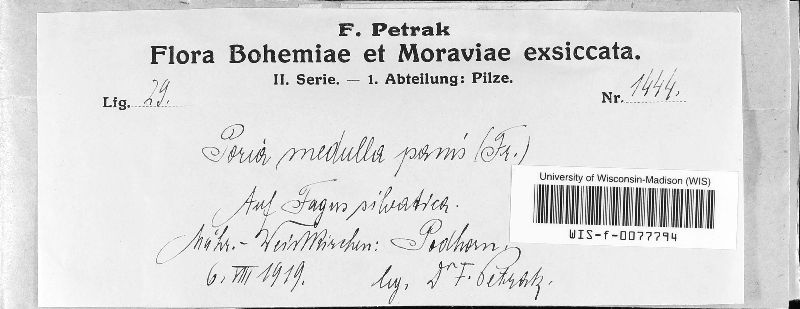 F. Petrak
Flora Bohemiae et Moraviae exsiccata.
II. Serie. — 1. Abteilung: Pilze.
Lfg. 29.
Nr. 1444.
Poria medulla panis (Fr.)
Auf Fagus silvatica.
Mähr.-Weisskirchen: Podhorn.
6. VIII 1919.
leg. Dr F. Petrak.
University of Wisconsin-Madison (WIS)
WIS-f-0077794